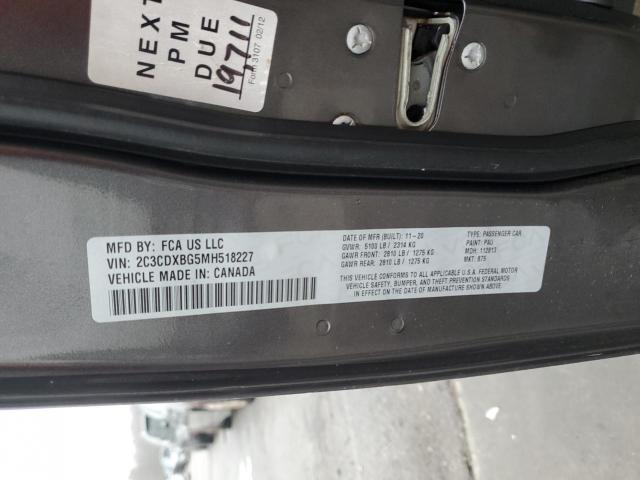 NEXT
PM
DUE
19711
Form 3107 02/12
MFD BY: FCA US LLC
VIN: 2C3CDXBG5MH518227
VEHICLE MADE IN: CANADA
DATE OF MFR (BUILT): 11-20
GVWR: 5100 LB / 2314 KG
GAWR FRONT: 2810 LB / 1275 KG
GAWR REAR: 2810 LB / 1275 KG
TYPE: PASSENGER CAR
PAINT: PAU
MDH: 112813
MKT: 875
THIS VEHICLE CONFORMS TO ALL APPLICABLE U.S.A. FEDERAL MOTOR
VEHICLE SAFETY, BUMPER, AND THEFT PREVENTION STANDARDS
IN EFFECT ON THE DATE OF MANUFACTURE SHOWN ABOVE.